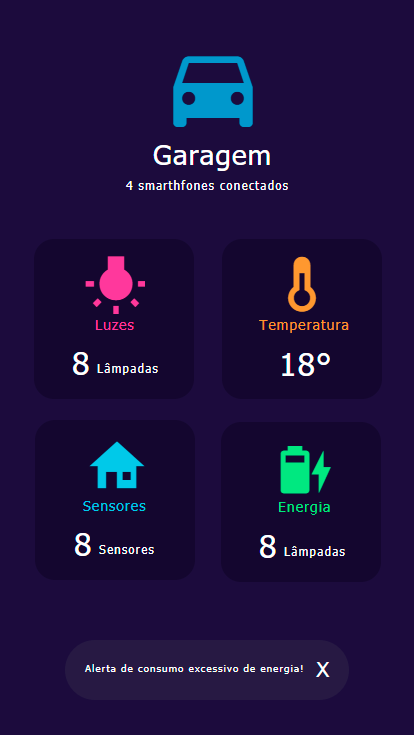 Garagem
4 smarthfones conectados
Luzes
8 Lâmpadas
Temperatura
18°
Sensores
8 Sensores
Energia
8 Lâmpadas
Alerta de consumo excessivo de energia! X